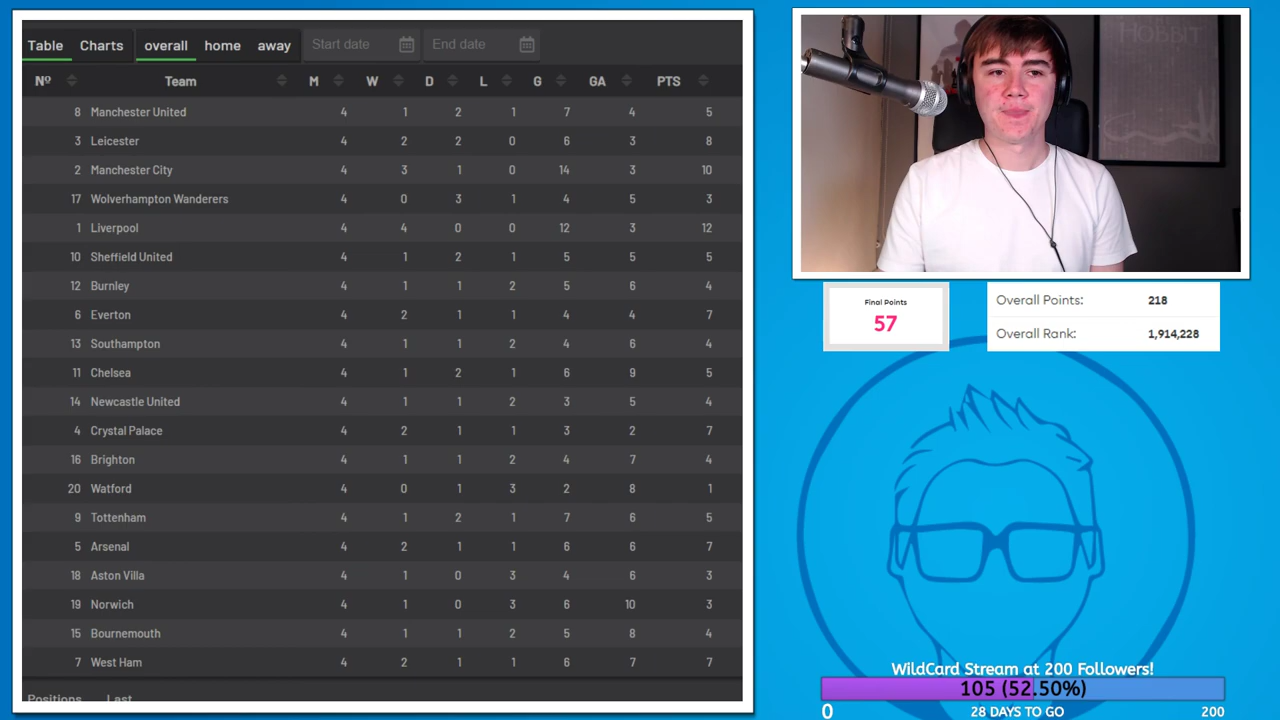 Table Charts overall home away Start date End date
Nº Team M W D L G GA PTS
8 Manchester United 4 1 2 1 7 4 5
3 Leicester 4 2 2 0 6 3 8
2 Manchester City 4 3 1 0 14 3 10
17 Wolverhampton Wanderers 4 0 3 1 4 5 3
1 Liverpool 4 4 0 0 12 3 12
10 Sheffield United 4 1 2 1 5 5 5
12 Burnley 4 1 1 2 5 6 4
6 Everton 4 2 1 1 4 4 7
13 Southampton 4 1 1 2 4 6 4
11 Chelsea 4 1 2 1 6 9 5
14 Newcastle United 4 1 1 2 3 5 4
4 Crystal Palace 4 2 1 1 3 2 7
16 Brighton 4 1 1 2 4 7 4
20 Watford 4 0 1 3 2 8 1
9 Tottenham 4 1 2 1 7 6 5
5 Arsenal 4 2 1 1 6 6 7
18 Aston Villa 4 1 0 3 4 6 3
19 Norwich 4 1 0 3 6 10 3
15 Bournemouth 4 1 1 2 5 8 4
7 West Ham 4 2 1 1 6 7 7
Positions Last
HOBBIT
Final Points
57
Overall Points: 218
Overall Rank: 1,914,228
WildCard Stream at 200 Followers!
105 (52.50%)
0 28 DAYS TO GO 200